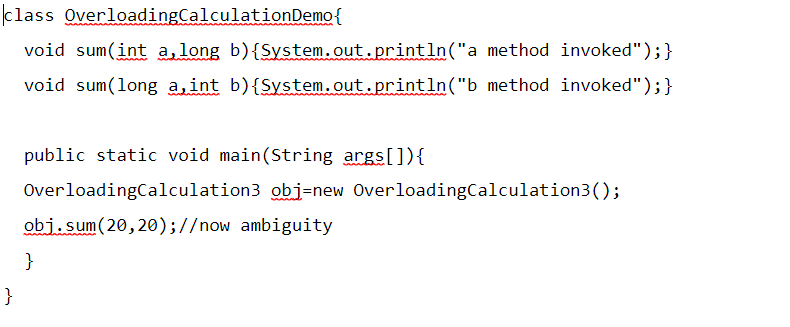 class OverloadingCalculationDemo{
void sum(int a,long b){System.out.println("a method invoked");}
void sum(long a,int b){System.out.println("b method invoked");}
public static void main(String args[]){
OverloadingCalculation3 obj=new OverloadingCalculation3();
obj.sum(20,20);//now ambiguity
}
}